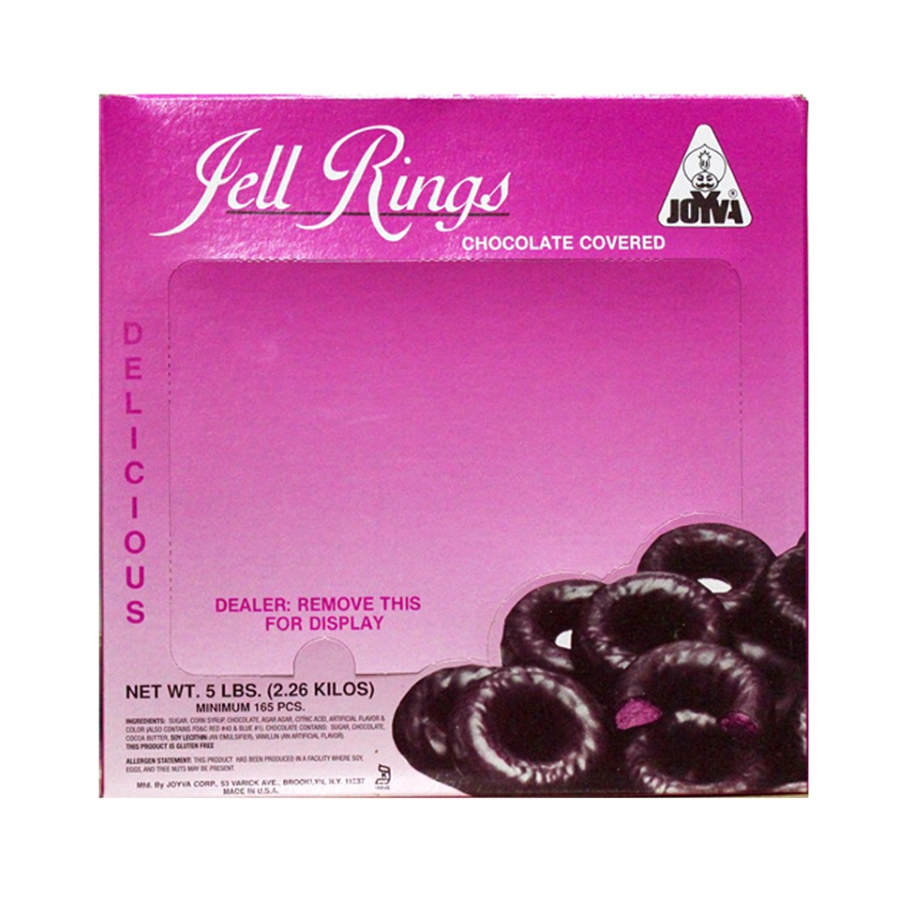 Jell Rings
CHOCOLATE COVERED
JOYVA®
DELICIOUS
DEALER: REMOVE THIS
FOR DISPLAY
NET WT. 5 LBS. (2.26 KILOS)
MINIMUM 165 PCS.
INGREDIENTS: SUGAR, CORN SYRUP, CHOCOLATE, AGAR AGAR, CITRIC ACID, ARTIFICIAL FLAVOR &
COLOR (ALSO CONTAINS FD&C RED #40 & BLUE #1). CHOCOLATE CONTAINS: SUGAR, CHOCOLATE,
COCOA BUTTER, SOY LECITHIN (AN EMULSIFIER), VANILLIN (AN ARTIFICIAL FLAVOR).
THIS PRODUCT IS GLUTEN FREE
ALLERGEN STATEMENT: THIS PRODUCT HAS BEEN PRODUCED IN A FACILITY WHERE SOY,
EGGS, AND TREE NUTS MAY BE PRESENT.
Mfd. By JOYVA CORP., 53 VARICK AVE., BROOKLYN, N.Y. 11237
MADE IN U.S.A.